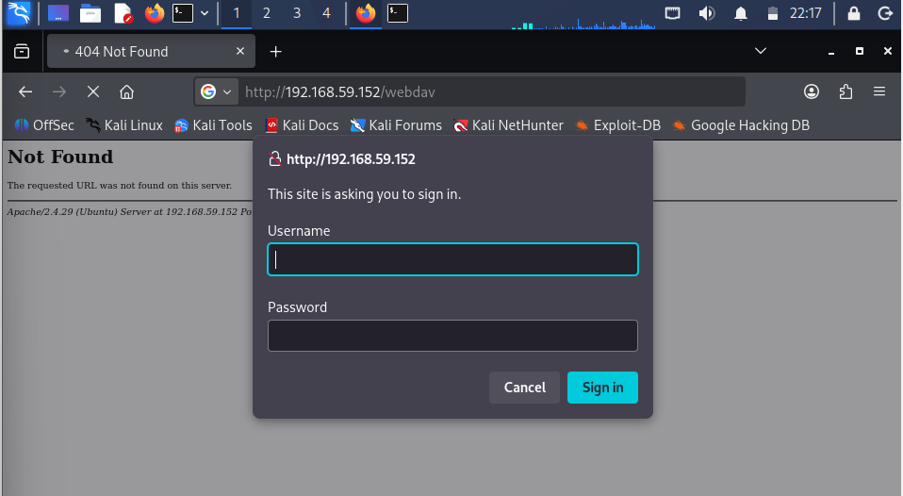 1 2 3 4 22:17
404 Not Found
http://192.168.59.152/webdav
OffSec Kali Linux Kali Tools Kali Docs Kali Forums Kali NetHunter Exploit-DB Google Hacking DB
Not Found
The requested URL was not found on this server.
Apache/2.4.29 (Ubuntu) Server at 192.168.59.152 Po
http://192.168.59.152
This site is asking you to sign in.
Username
Password
Cancel Sign in